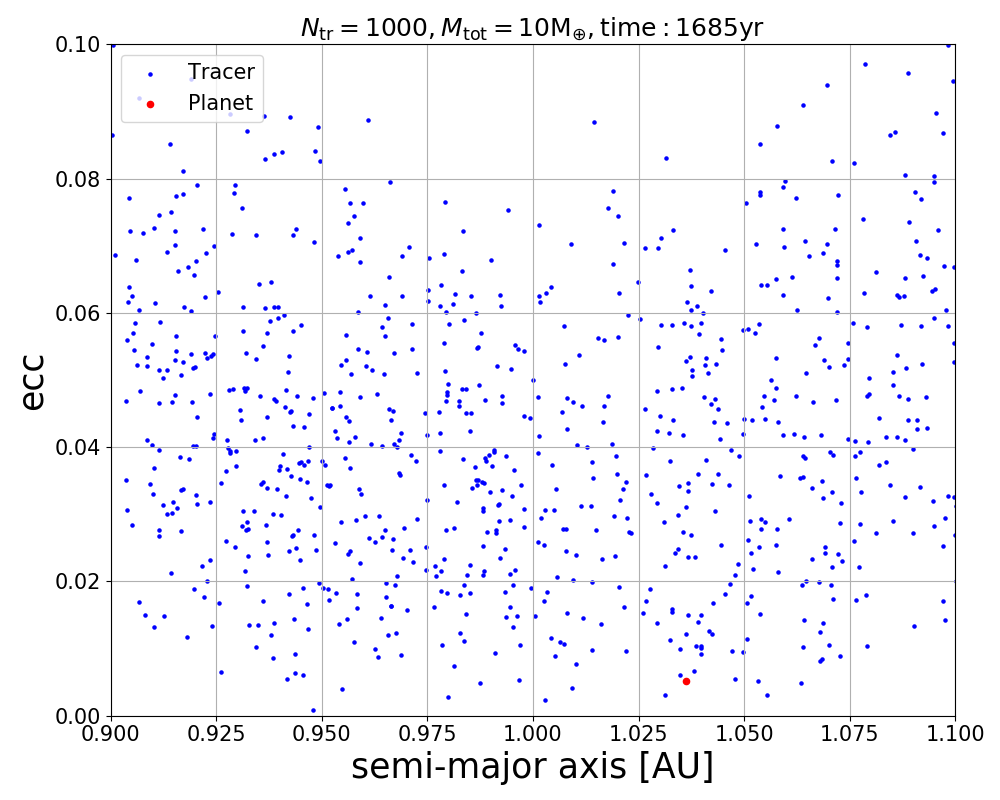 N_tr = 1000, M_tot = 10M_⊕, time : 1685yr
Tracer
Planet
ecc
0.10
0.08
0.06
0.04
0.02
0.00
0.900 0.925 0.950 0.975 1.000 1.025 1.050 1.075 1.100
semi-major axis [AU]